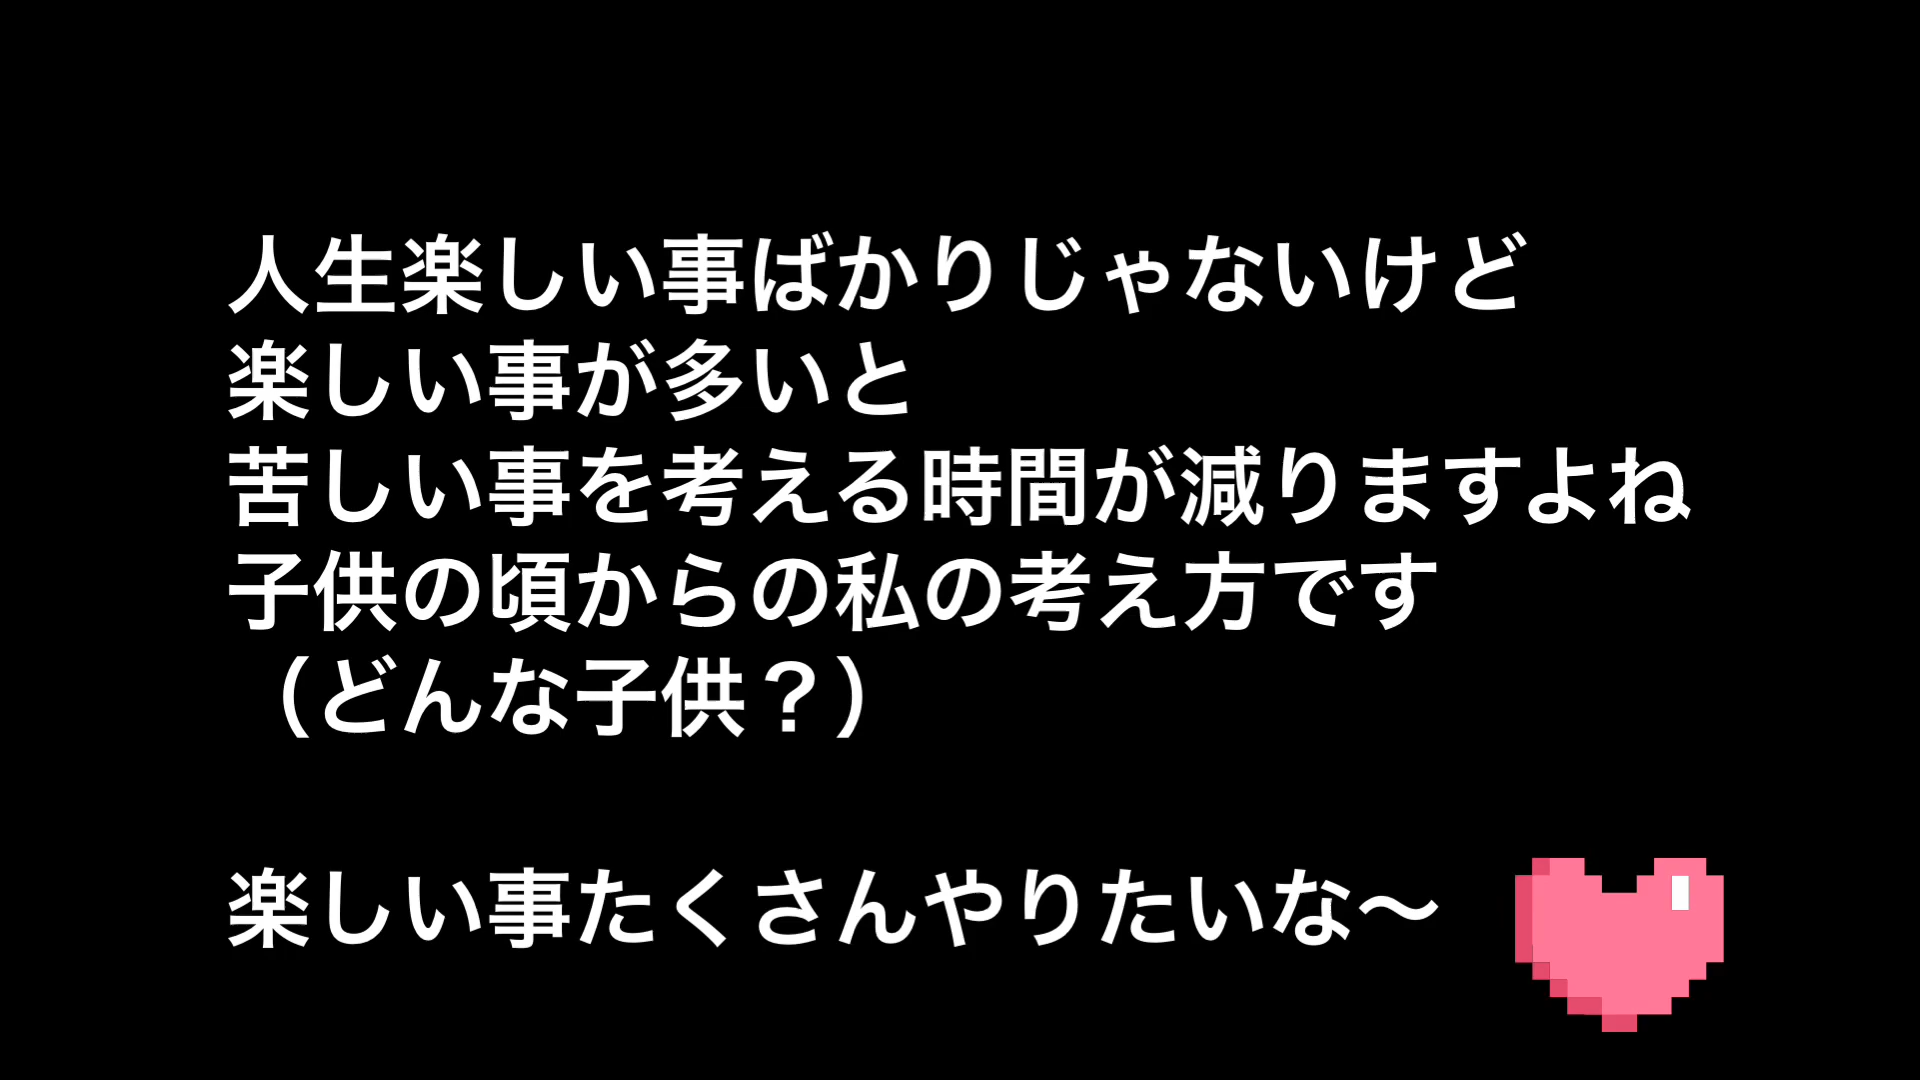 人生楽しい事ばかりじゃないけど
楽しい事が多いと
苦しい事を考える時間が減りますよね
子供の頃からの私の考え方です
（どんな子供？）
楽しい事たくさんやりたいな〜